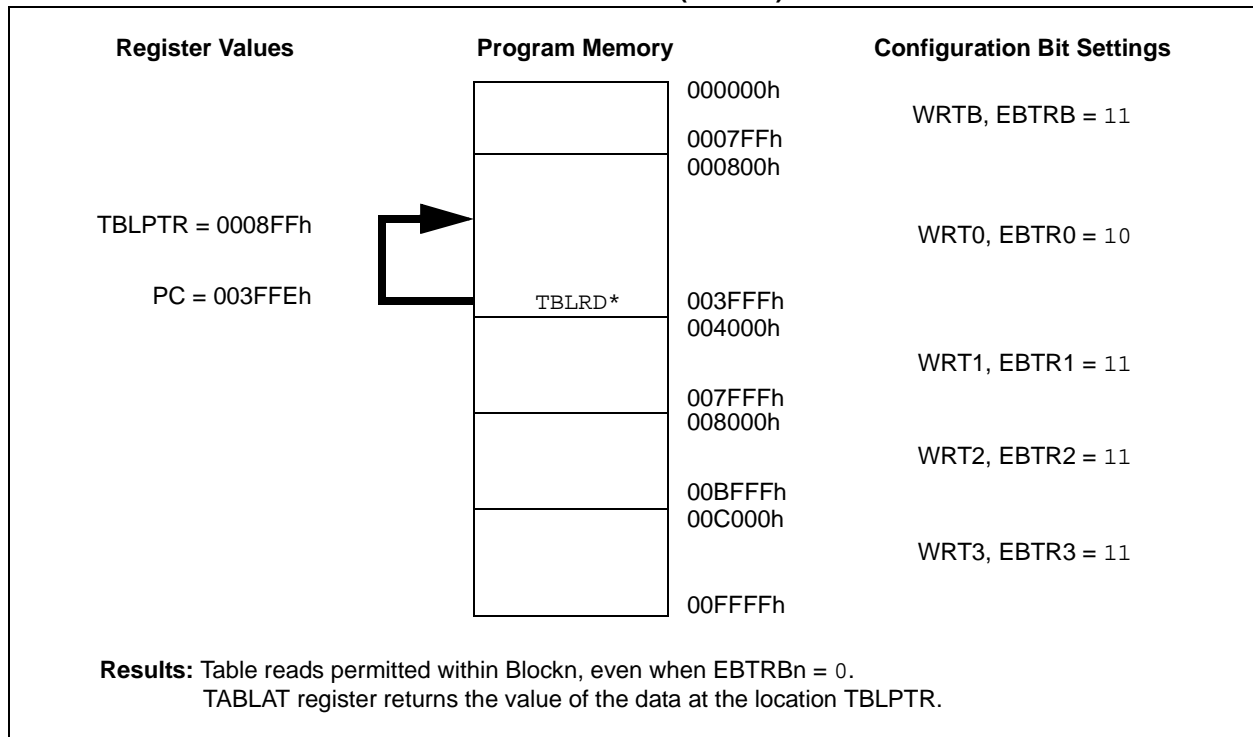 Register Values
Program Memory
Configuration Bit Settings
000000h
WRTB, EBTRB = 11
0007FFh
000800h
TBLPTR = 0008FFh
WRT0, EBTR0 = 10
PC = 003FFEh
TBLRD*
003FFFh
004000h
WRT1, EBTR1 = 11
007FFFh
008000h
WRT2, EBTR2 = 11
00BFFFh
00C000h
WRT3, EBTR3 = 11
00FFFFh
Results: Table reads permitted within Blockn, even when EBTRBn = 0.
TABLAT register returns the value of the data at the location TBLPTR.